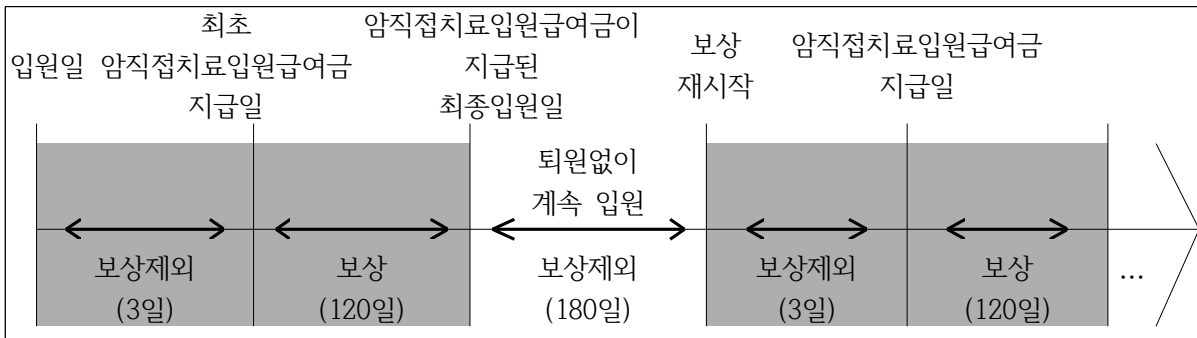 최초
입원일 암직접치료입원급여금
지급일
암직접치료입원급여금이
지급된
최종입원일
보상
재시작
암직접치료입원급여금
지급일
퇴원없이
계속 입원
보상제외
(3일)
보상
(120일)
보상제외
(180일)
보상제외
(3일)
보상
(120일)
...